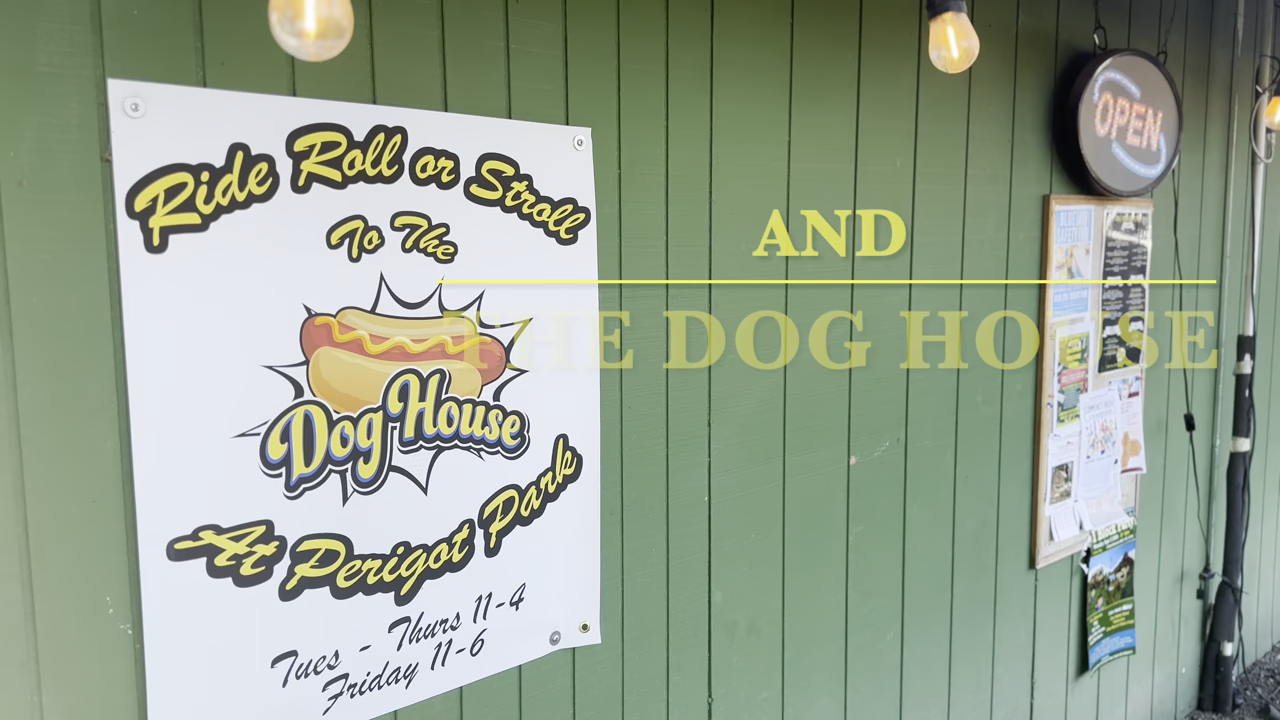 Ride Roll or Stroll
To The
Dog House
At Perigot Park
Tues - Thurs 11-4
Friday 11-6
AND
THE DOG HOUSE
OPEN